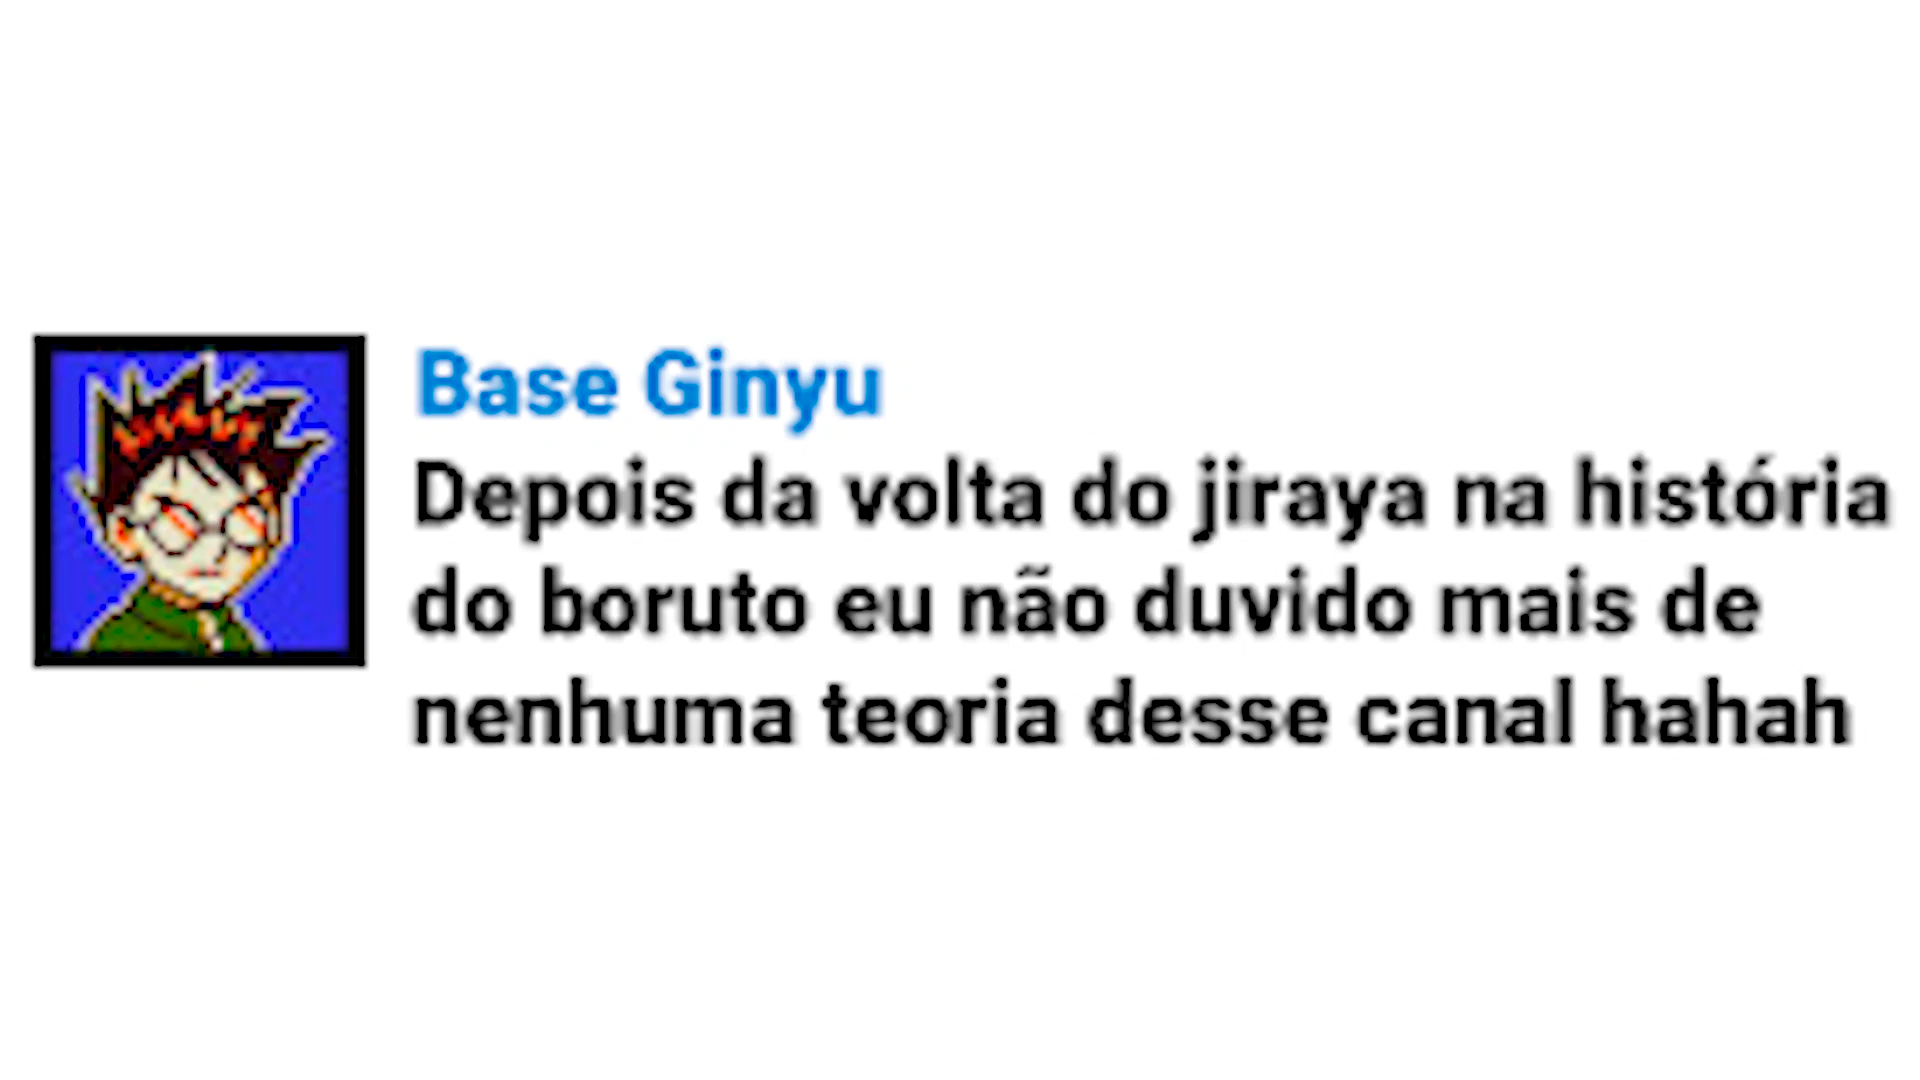 Base Ginyu
Depois da volta do jiraya na história
do boruto eu não duvido mais de
nenhuma teoria desse canal hahah